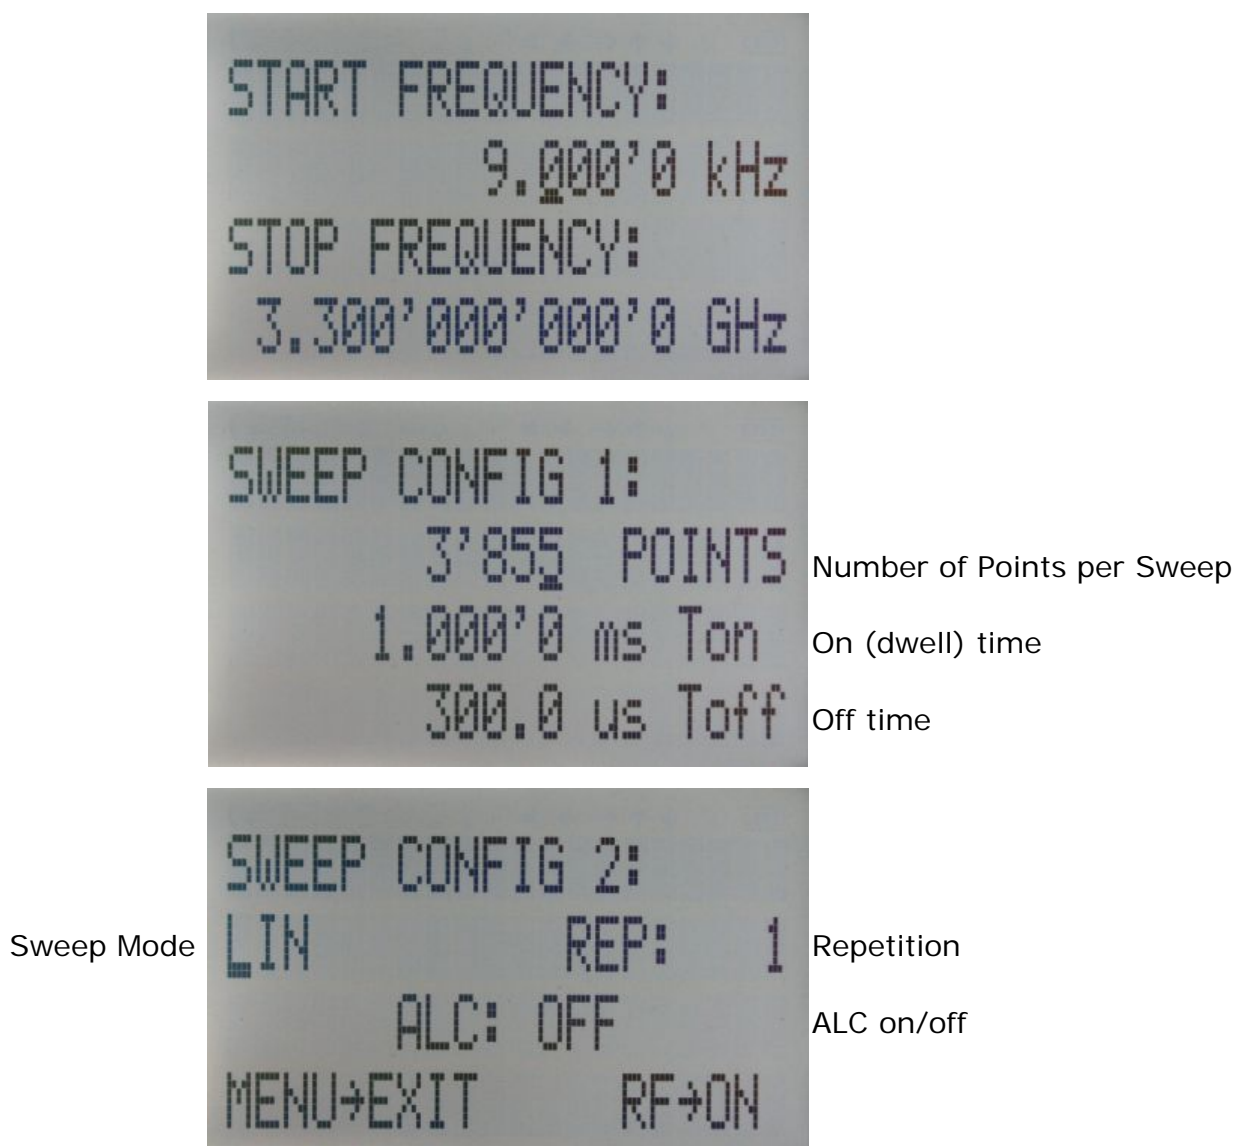 START FREQUENCY:
9.000'0 kHz
STOP FREQUENCY:
3.300'000'000'0 GHz
SWEEP CONFIG 1:
3'855 POINTS Number of Points per Sweep
1.000'0 ms Ton On (dwell) time
300.0 us Toff Off time
SWEEP CONFIG 2:
Sweep Mode LIN REP: 1 Repetition
ALC: OFF ALC on/off
MENU→EXIT RF→ON